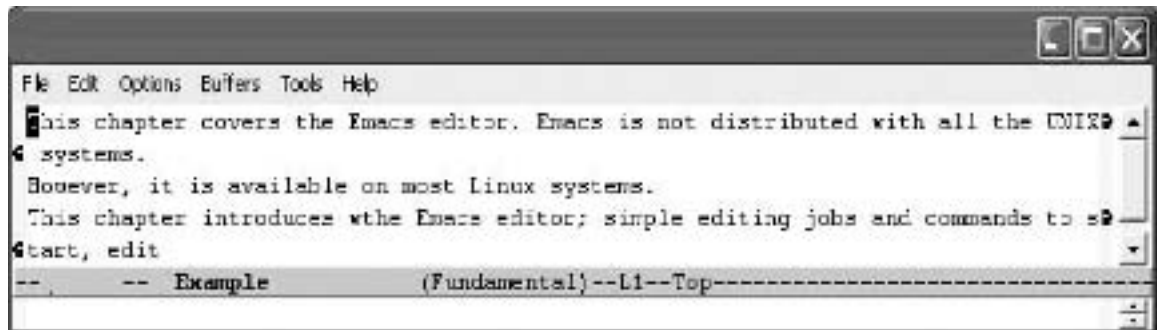 File Edit Options Buffers Tools Help
This chapter covers the Emacs editor. Emacs is not distributed with all the UNIX
systems.
However, it is available on most Linux systems.
This chapter introduces wthe Emacs editor; simple editing jobs and commands to s
tart, edit
-- -- Example (Fundamental)--L1--Top----------------------------------